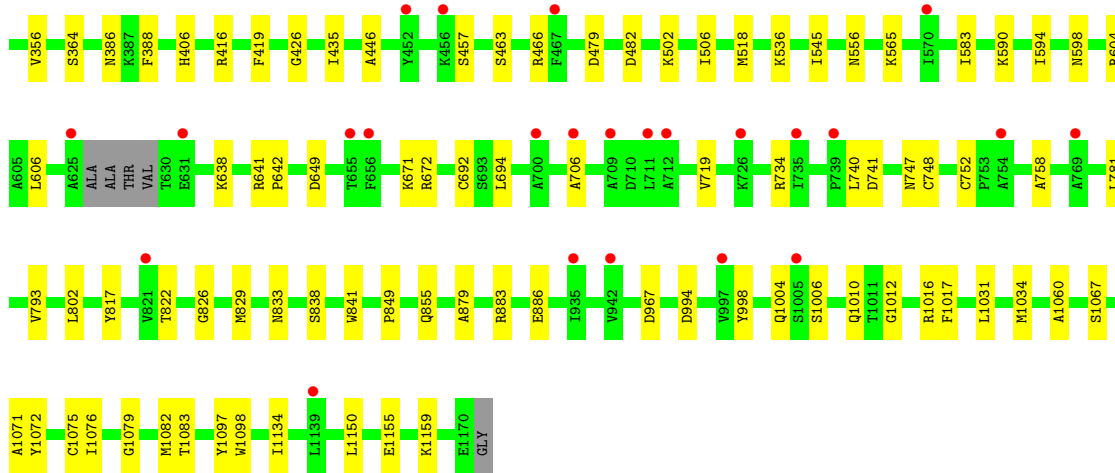 V356 S364 N386 K387 F388 H406 R416 F419 G426 I435 A446 Y452 K456 S457 S463 R466 F467 D479 D482 K502 I506 M518 K536 I545 N556 K565 I570 I583 K590 I594 N598
A605 L606 A625 ALA ALA THR VAL T630 E631 K638 R641 P642 D649 T655 F656 K671 R672 C692 S693 L694 A700 A706 A709 D710 L711 A712 V719 K726 R734 I735 P739 L740 D741 N747 C748 C752 P753 A754 A758 A769 L781
V793 L802 Y817 V821 T822 G826 M829 N833 S838 W841 P849 Q855 A879 R883 E886 I935 V942 D967 D994 V997 Y998 Q1004 S1005 S1006 Q1010 T1011 G1012 R1016 F1017 L1031 M1034 A1060 S1067
A1071 Y1072 C1075 I1076 G1079 M1082 T1083 Y1097 W1098 I1134 L1139 L1150 E1155 K1159 E1170 GLY